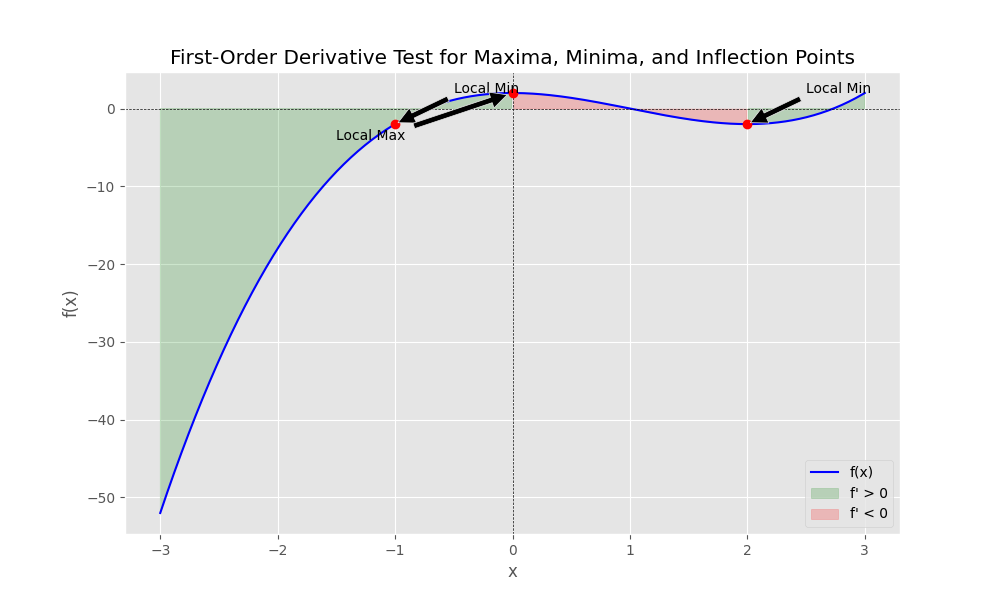 First-Order Derivative Test for Maxima, Minima, and Inflection Points
Local Min
Local Min
Local Max
0
−10
−20
−30
−40
−50
f(x)
f(x)
f' > 0
f' < 0
−3
−2
−1
0
1
2
3
x